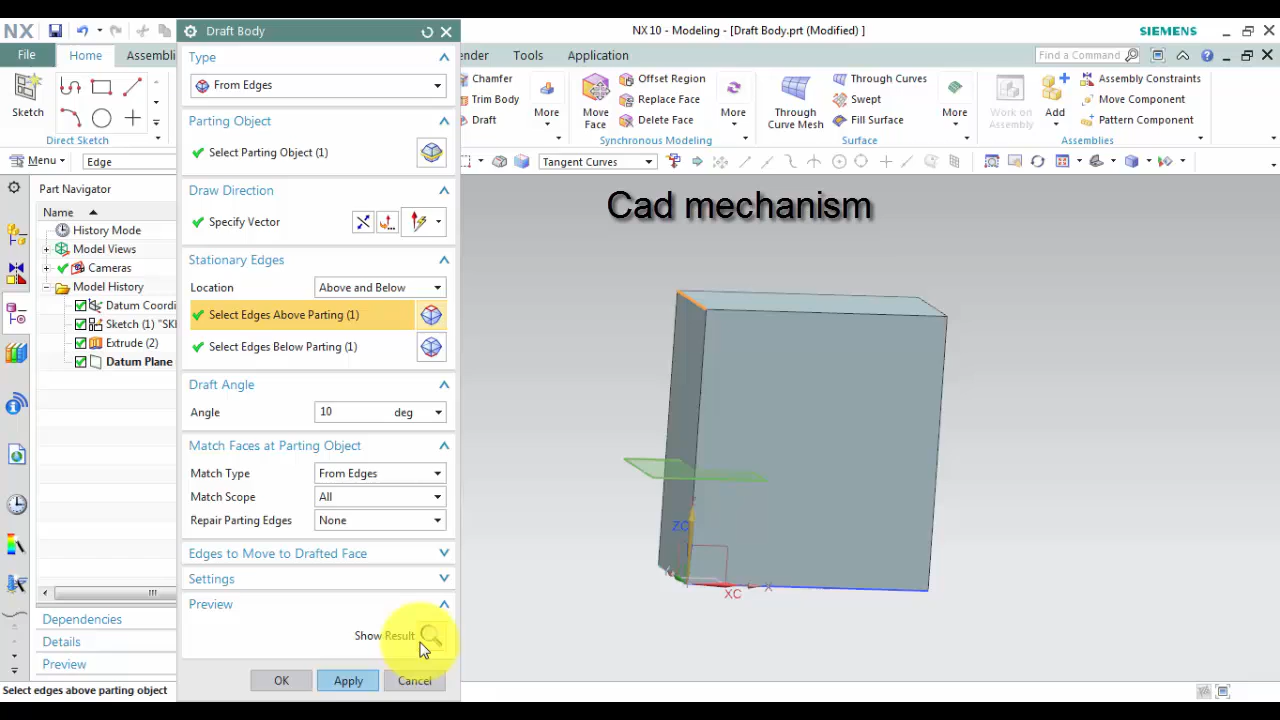 NX
NX 10 - Modeling - [Draft Body.prt (Modified) ]
SIEMENS
Draft Body
File
Home
Assembli
ender
Tools
Application
Find a Command
Sketch
Direct Sketch
Chamfer
Trim Body
Draft
More
Move
Face
Offset Region
Replace Face
Delete Face
More
Synchronous Modeling
Through
Curve Mesh
Through Curves
Swept
Fill Surface
More
Surface
Work on
Assembly
Add
Assembly Constraints
Move Component
Pattern Component
Assemblies
Menu
Edge
Tangent Curves
Part Navigator
Name
History Mode
Model Views
Cameras
Model History
Datum Coordi
Sketch (1) "SKE
Extrude (2)
Datum Plane
Dependencies
Details
Preview
Type
From Edges
Parting Object
Select Parting Object (1)
Draw Direction
Specify Vector
Stationary Edges
Location
Above and Below
Select Edges Above Parting (1)
Select Edges Below Parting (1)
Draft Angle
Angle
10
deg
Match Faces at Parting Object
Match Type
From Edges
Match Scope
All
Repair Parting Edges
None
Edges to Move to Drafted Face
Settings
Preview
Show Result
OK
Apply
Cancel
Cad mechanism
ZC
XC
X
Select edges above parting object